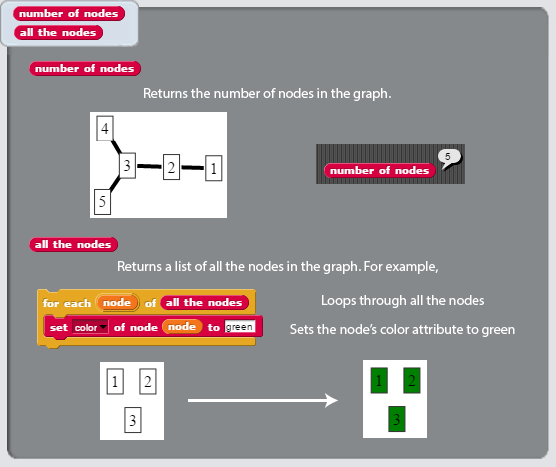 number of nodes
all the nodes
number of nodes
Returns the number of nodes in the graph.
4
3 2 1
5
5
number of nodes
all the nodes
Returns a list of all the nodes in the graph. For example,
for each node of all the nodes
Loops through all the nodes
set color of node node to green
Sets the node's color attribute to green
1 2
3
1 2
3